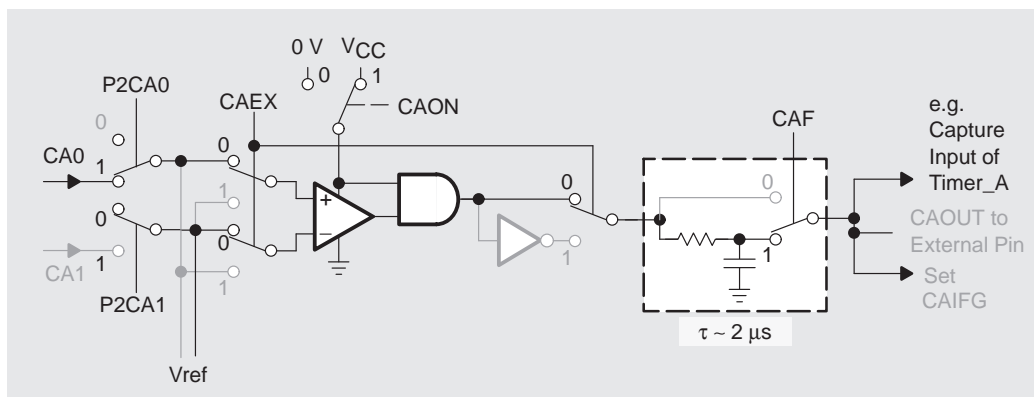 0 V
VCC
0
1
P2CA0
CAEX
CAON
CAF
e.g.
Capture
Input of
Timer_A
0
CA0
1
0
1
0
0
+
0
1
CA1
0
–
1
1
P2CA1
1
0
1
CAOUT to
External Pin
Set
CAIFG
τ ~ 2 μs
Vref